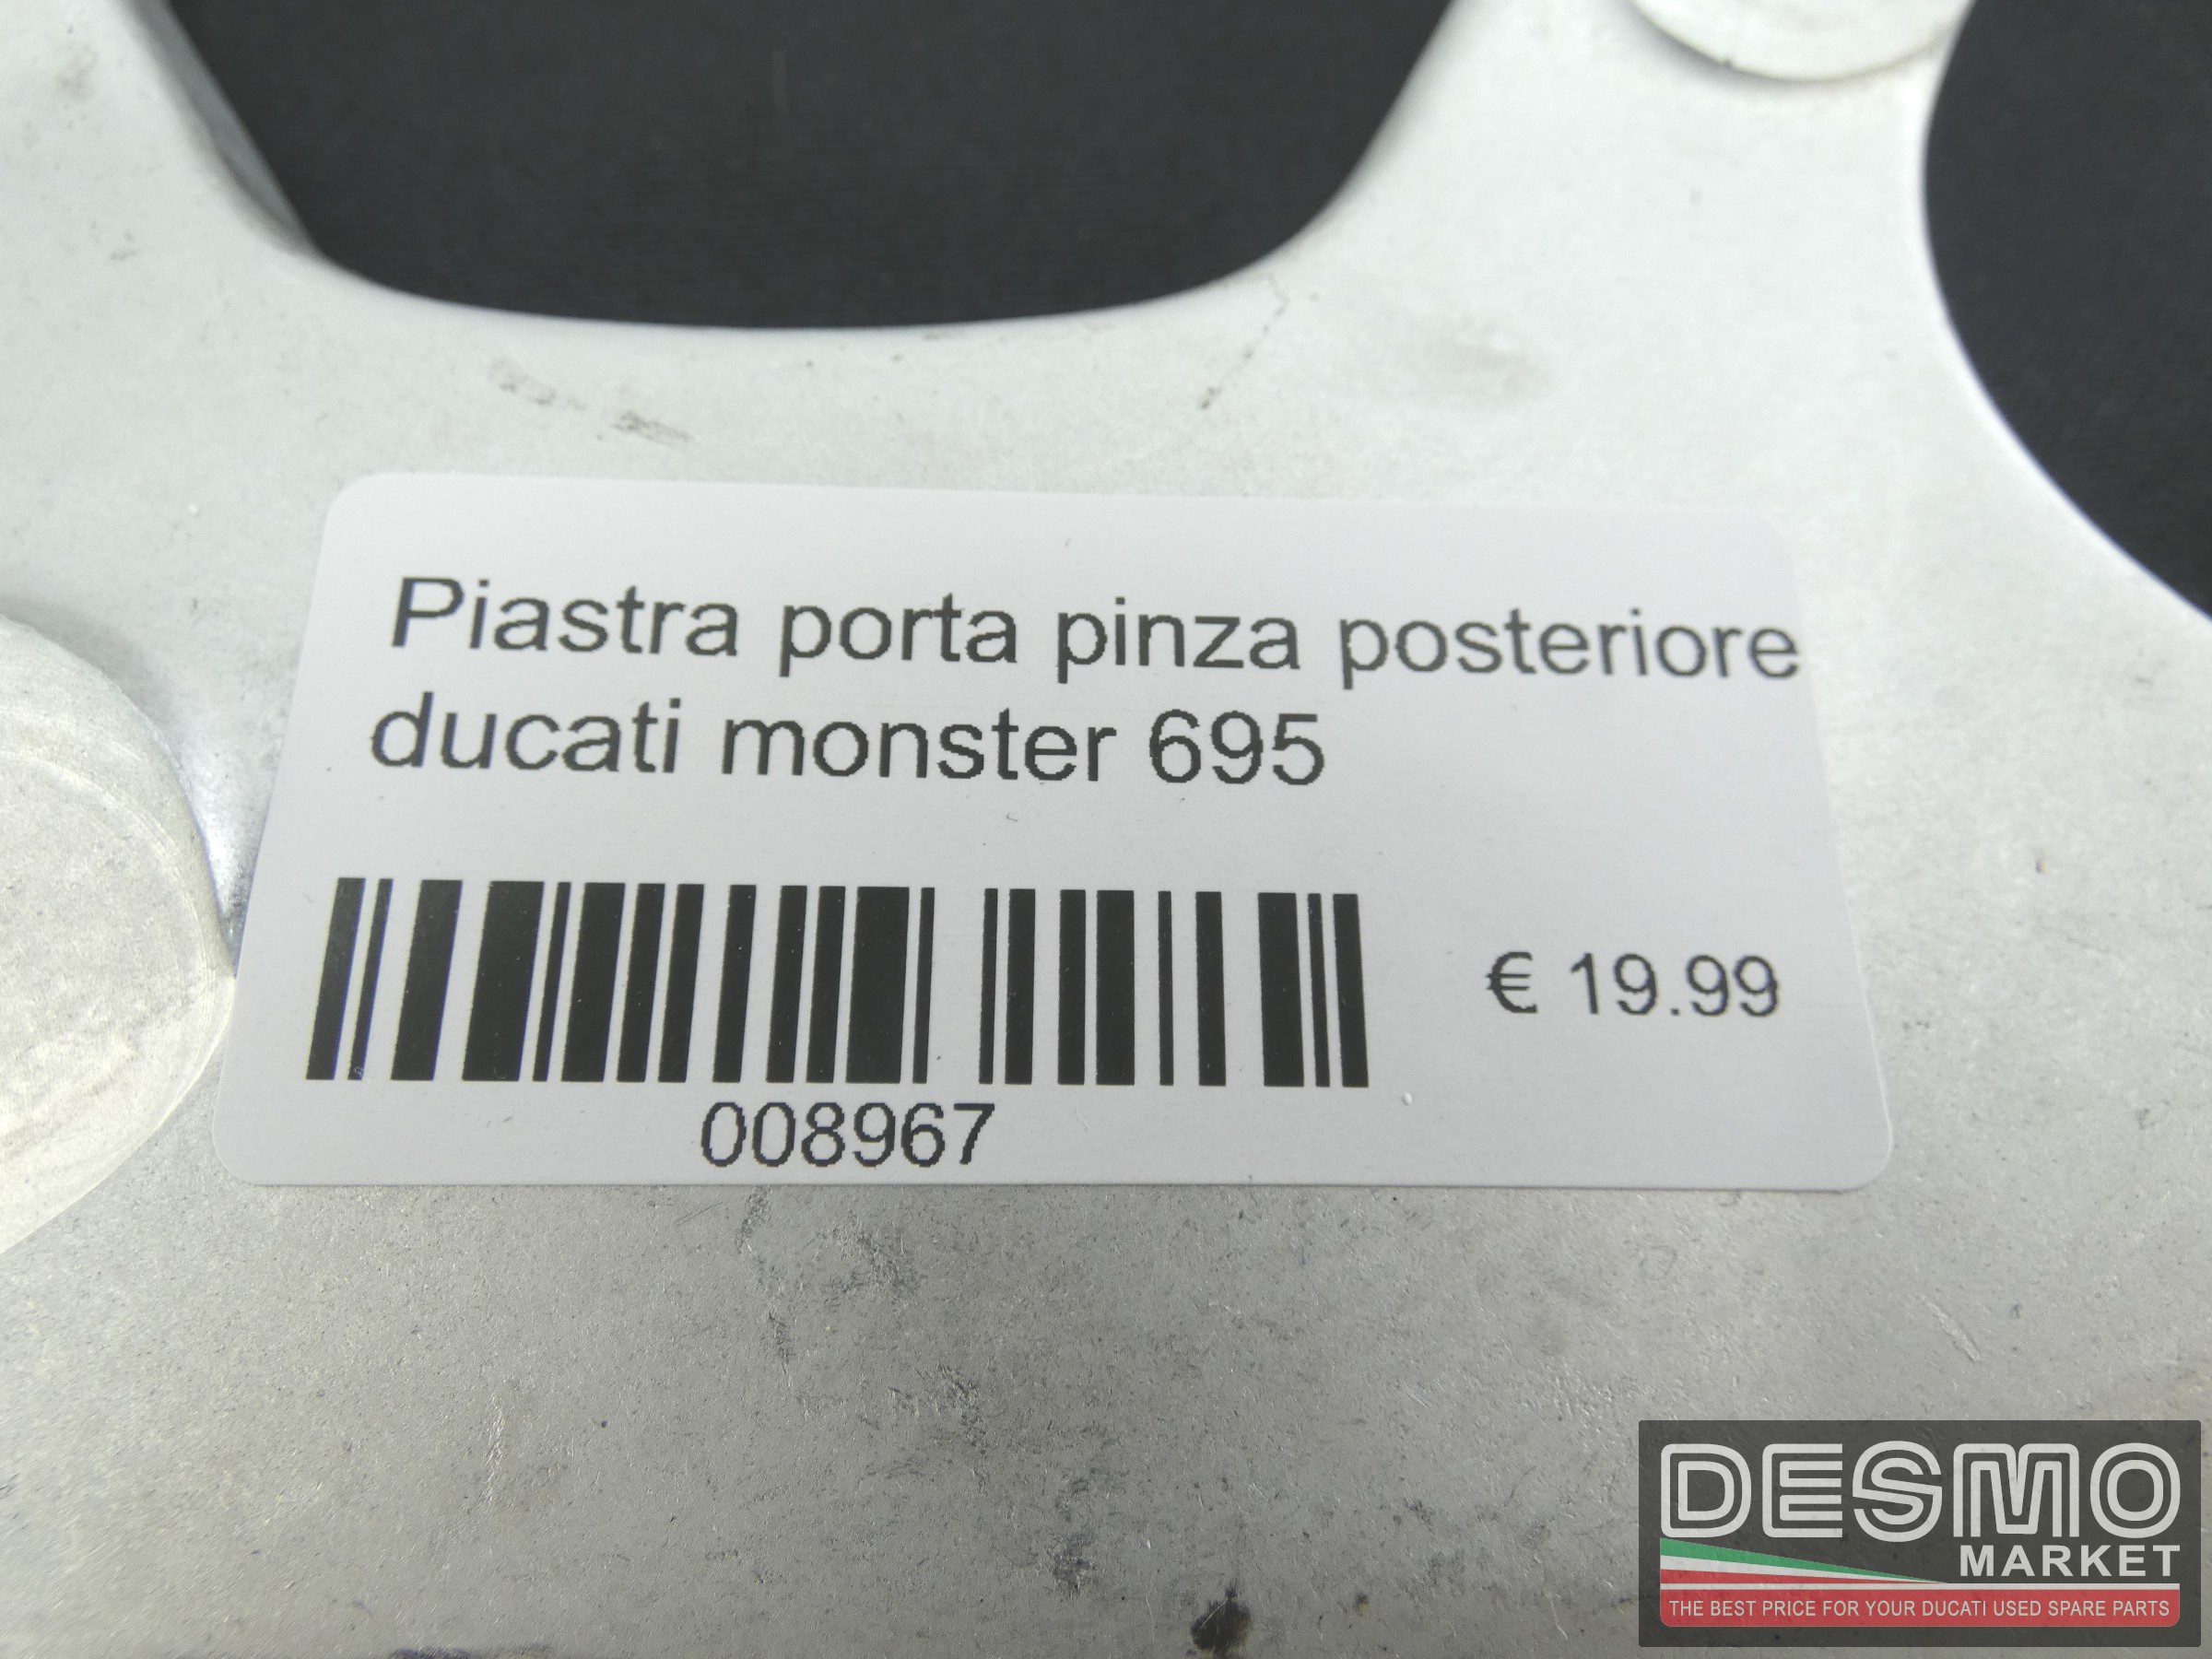 Piastra porta pinza posteriore
ducati monster 695
€ 19.99
008967
DESMO
MARKET
THE BEST PRICE FOR YOUR DUCATI USED SPARE PARTS